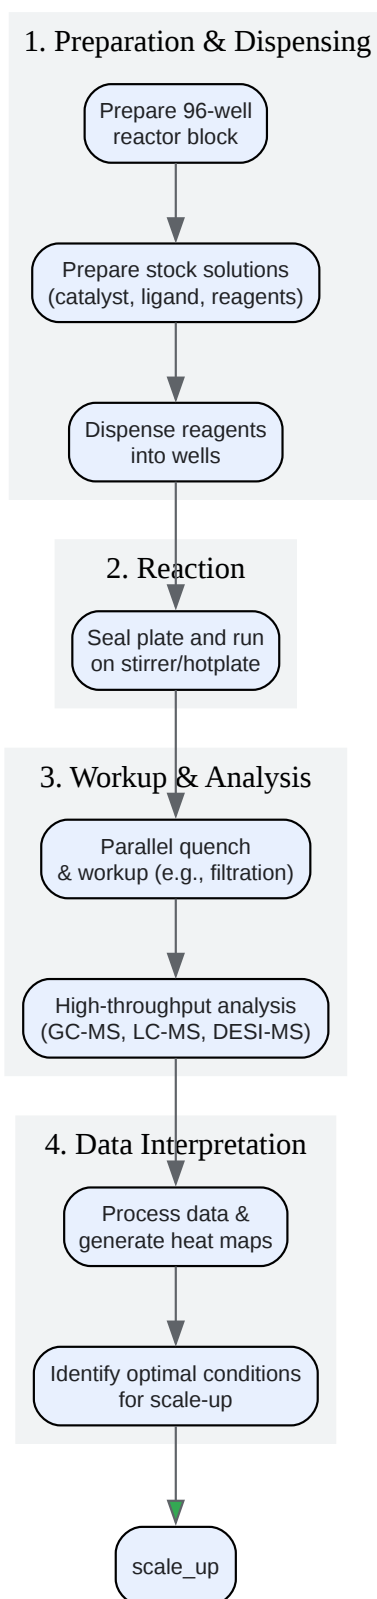 1. Preparation & Dispensing
Prepare 96-well
reactor block
Prepare stock solutions
(catalyst, ligand, reagents)
Dispense reagents
into wells
2. Reaction
Seal plate and run
on stirrer/hotplate
3. Workup & Analysis
Parallel quench
& workup (e.g., filtration)
High-throughput analysis
(GC-MS, LC-MS, DESI-MS)
4. Data Interpretation
Process data &
generate heat maps
Identify optimal conditions
for scale-up
scale_up